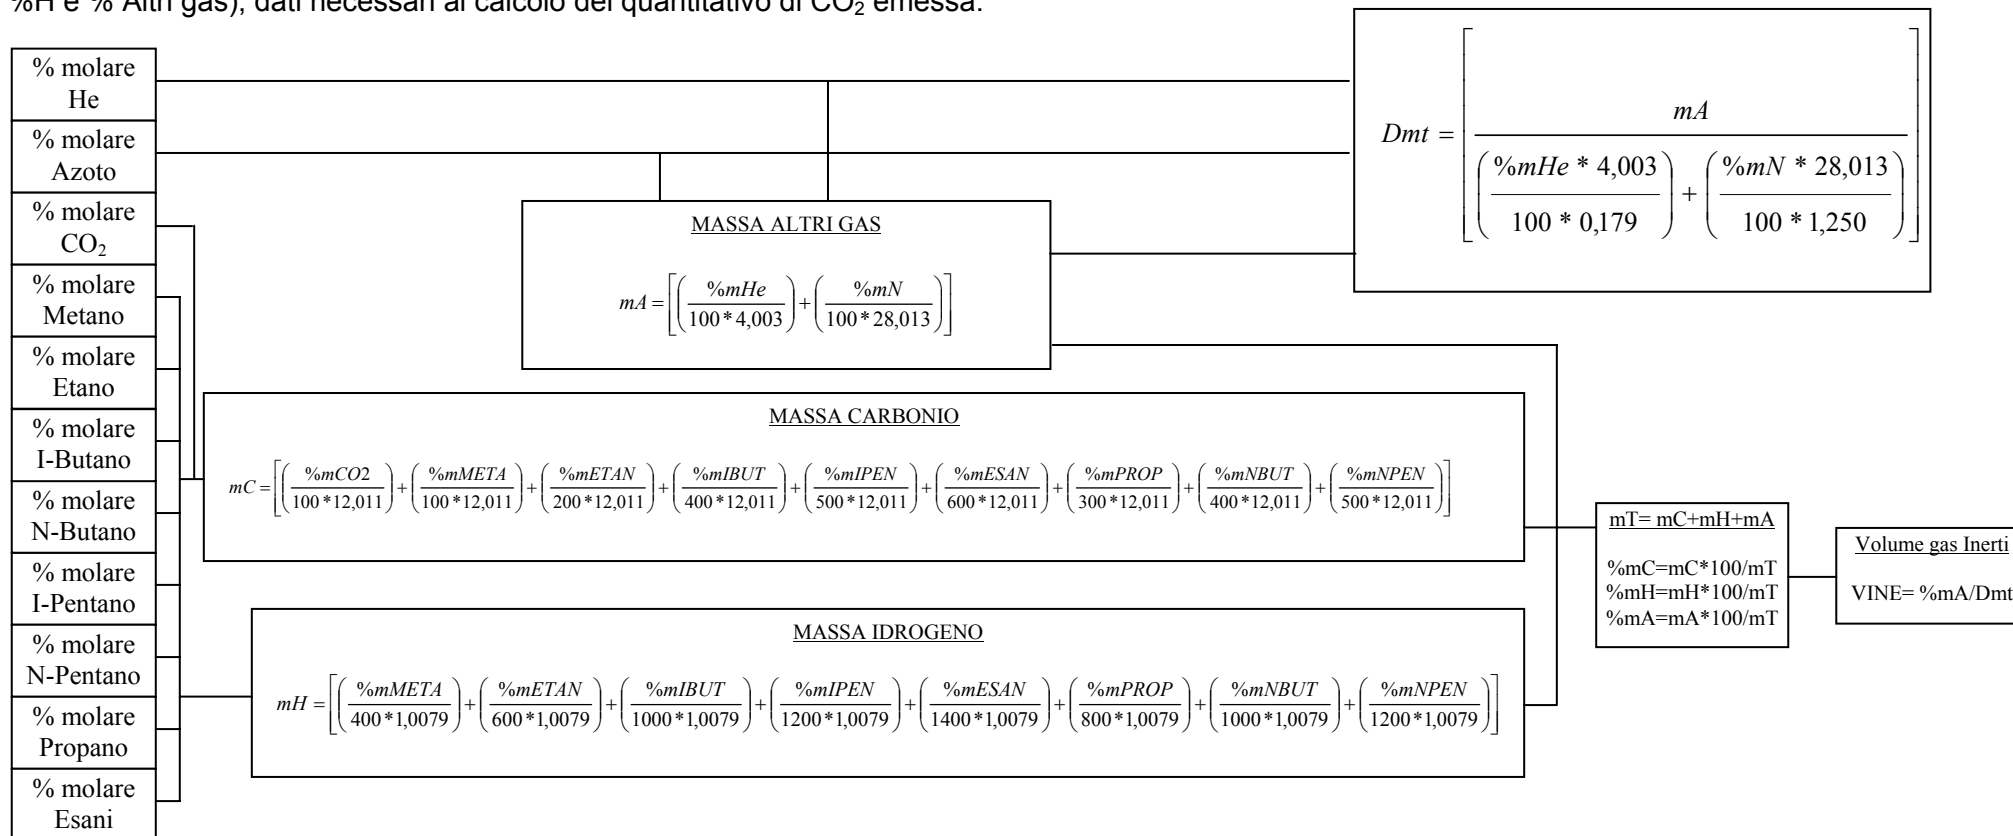 %H e % Altri gas), dati necessari al calcolo del quantitativo di CO₂ emessa.
% molare
He
% molare
Azoto
% molare
CO₂
% molare
Metano
% molare
Etano
% molare
I-Butano
% molare
N-Butano
% molare
I-Pentano
% molare
N-Pentano
% molare
Propano
% molare
Esani
Dmt = [ mA / ( (%mHe * 4,003 / 100 * 0,179) + (%mN * 28,013 / 100 * 1,250) ) ]
MASSA ALTRI GAS
mA = [ (%mHe / 100 * 4,003) + (%mN / 100 * 28,013) ]
MASSA CARBONIO
mC = [ (%mCO2 / 100 * 12,011) + (%mMETA / 100 * 12,011) + (%mETAN / 200 * 12,011) + (%mIBUT / 400 * 12,011) + (%mIPEN / 500 * 12,011) + (%mESAN / 600 * 12,011) + (%mPROP / 300 * 12,011) + (%mNBUT / 400 * 12,011) + (%mNPEN / 500 * 12,011) ]
MASSA IDROGENO
mH = [ (%mMETA / 400 * 1,0079) + (%mETAN / 600 * 1,0079) + (%mIBUT / 1000 * 1,0079) + (%mIPEN / 1200 * 1,0079) + (%mESAN / 1400 * 1,0079) + (%mPROP / 800 * 1,0079) + (%mNBUT / 1000 * 1,0079) + (%mNPEN / 1200 * 1,0079) ]
mT= mC+mH+mA
%mC=mC*100/mT
%mH=mH*100/mT
%mA=mA*100/mT
Volume gas Inerti
VINE= %mA/Dmt